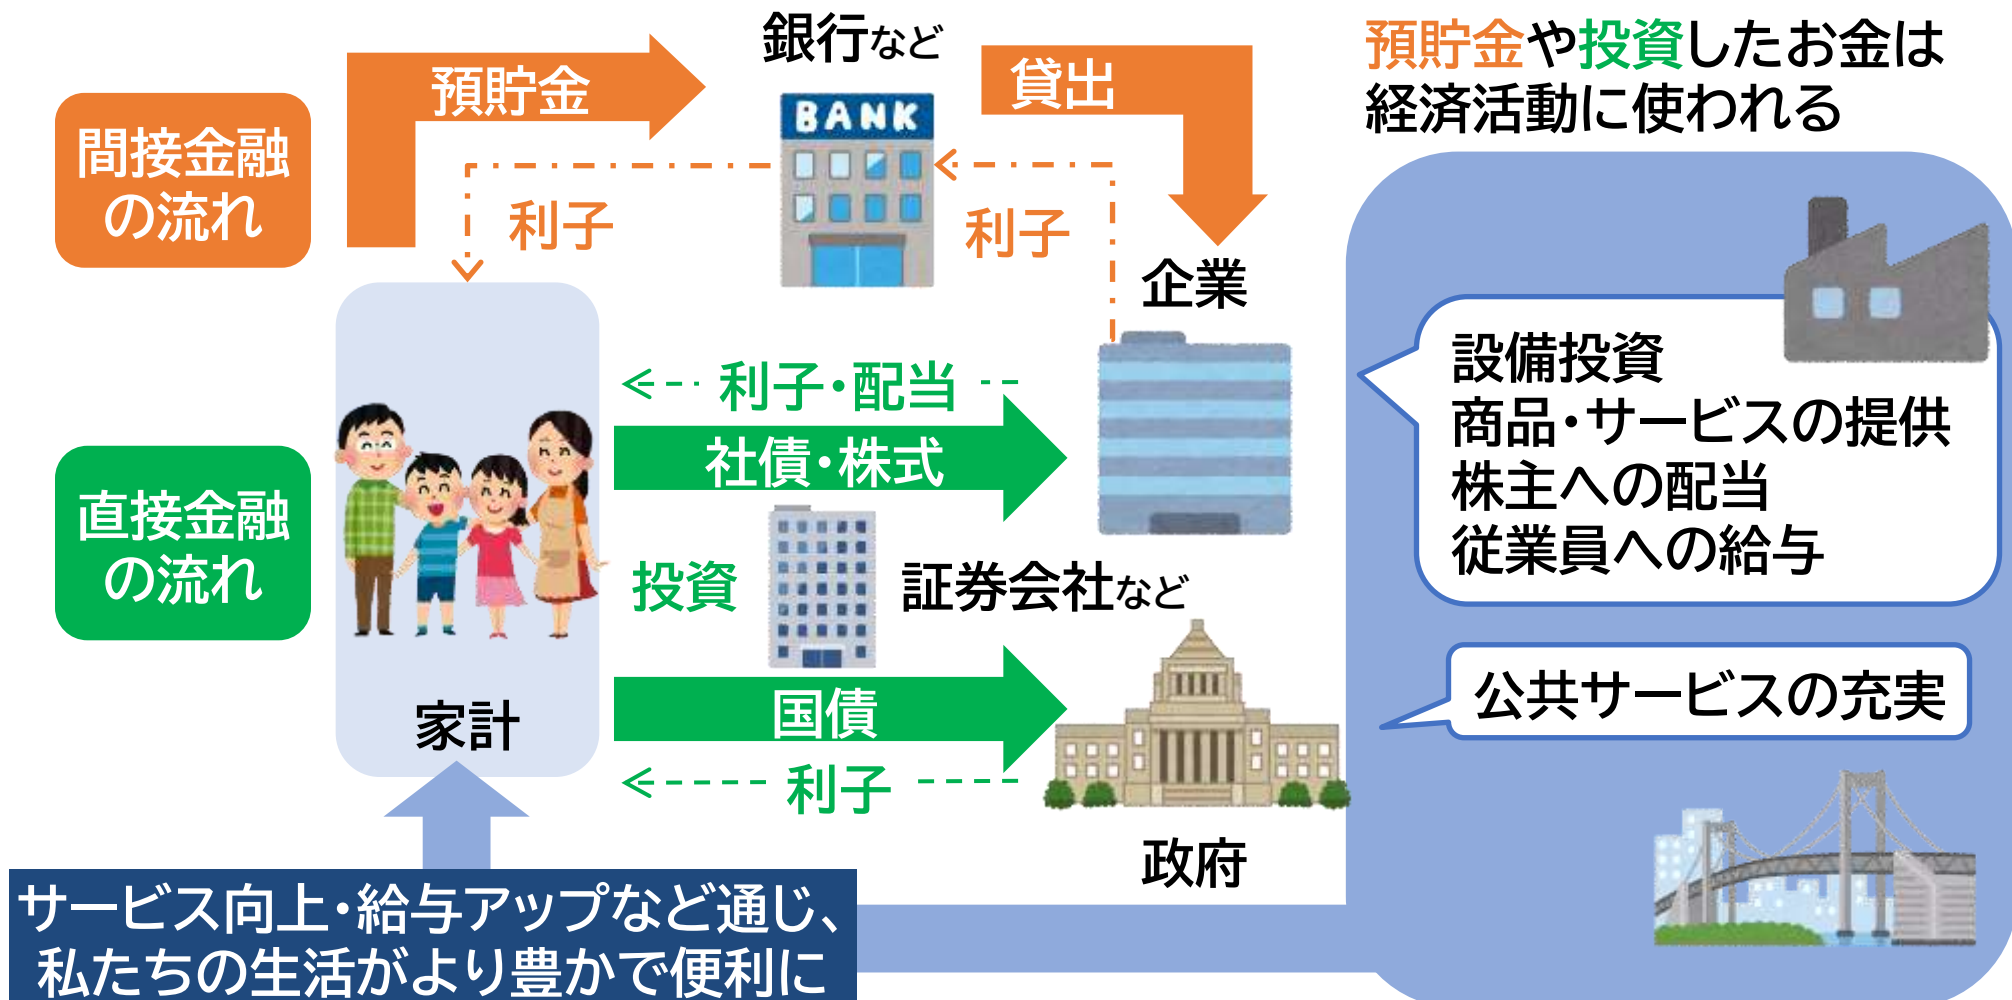 銀行など
預貯金
貸出
BANK
間接金融
の流れ
利子
利子
企業
利子・配当
社債・株式
直接金融
の流れ
投資
証券会社など
国債
家計
利子
政府
サービス向上・給与アップなど通じ、
私たちの生活がより豊かで便利に
預貯金や投資したお金は
経済活動に使われる
設備投資
商品・サービスの提供
株主への配当
従業員への給与
公共サービスの充実